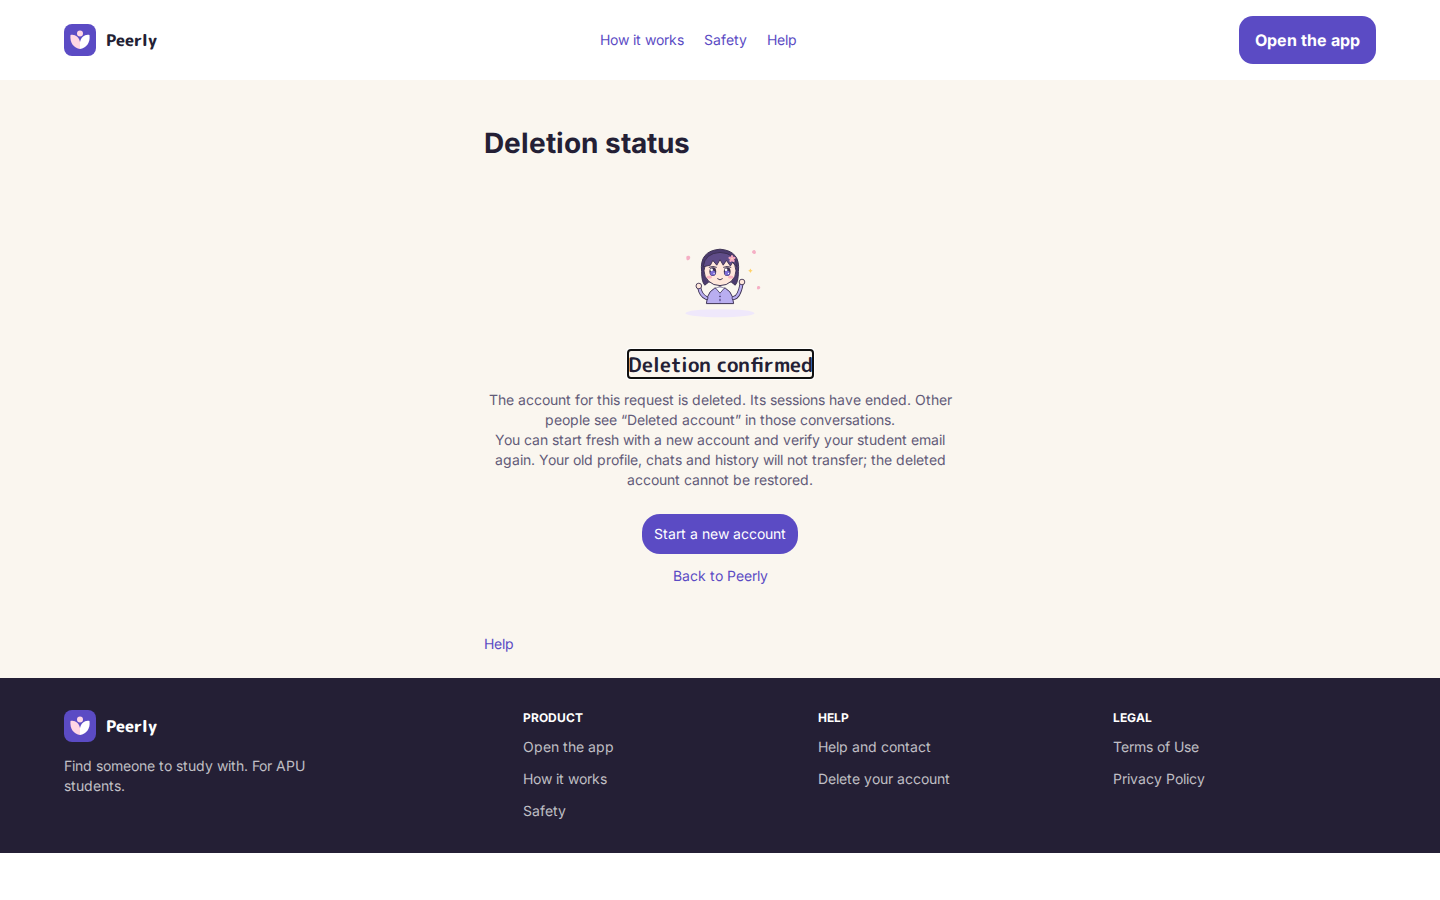 Peerly
How it works
Safety
Help
Open the app
Deletion status
Deletion confirmed
The account for this request is deleted. Its sessions have ended. Other
people see “Deleted account” in those conversations.
You can start fresh with a new account and verify your student email
again. Your old profile, chats and history will not transfer; the deleted
account cannot be restored.
Start a new account
Back to Peerly
Help
Peerly
Find someone to study with. For APU
students.
PRODUCT
Open the app
How it works
Safety
HELP
Help and contact
Delete your account
LEGAL
Terms of Use
Privacy Policy